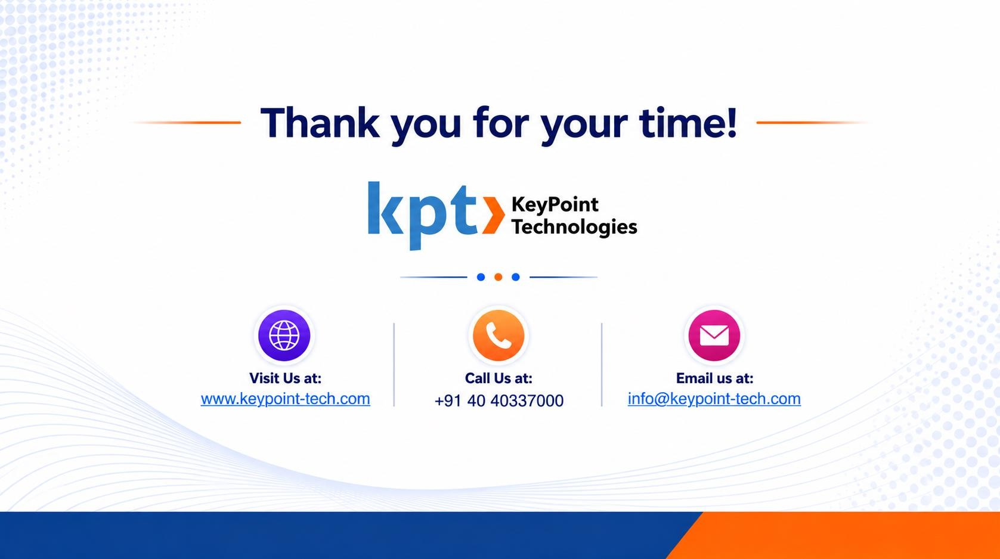 Thank you for your time!
kpt
KeyPoint
Technologies
Visit Us at:
www.keypoint-tech.com
Call Us at:
+91 40 40337000
Email us at:
info@keypoint-tech.com